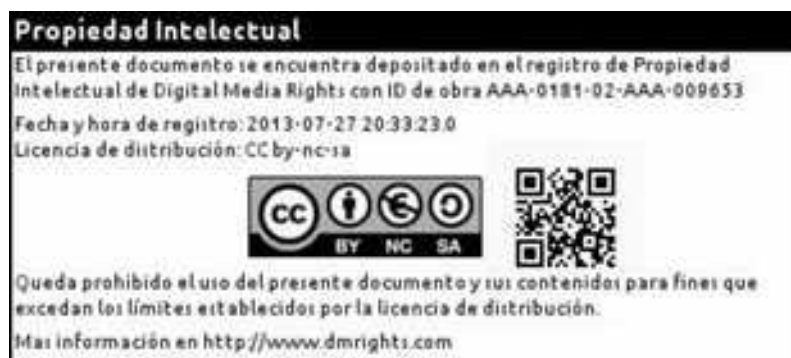 Propiedad Intelectual
El presente documento se encuentra depositado en el registro de Propiedad
Intelectual de Digital Media Rights con ID de obra AAA-0181-02-AAA-009653
Fecha y hora de registro: 2013-07-27 20:33:23.0
Licencia de distribución: CC by-nc-sa
CC
BY NC SA
Queda prohibido el uso del presente documento y sus contenidos para fines que
excedan los límites establecidos por la licencia de distribución.
Mas información en http://www.dmrights.com